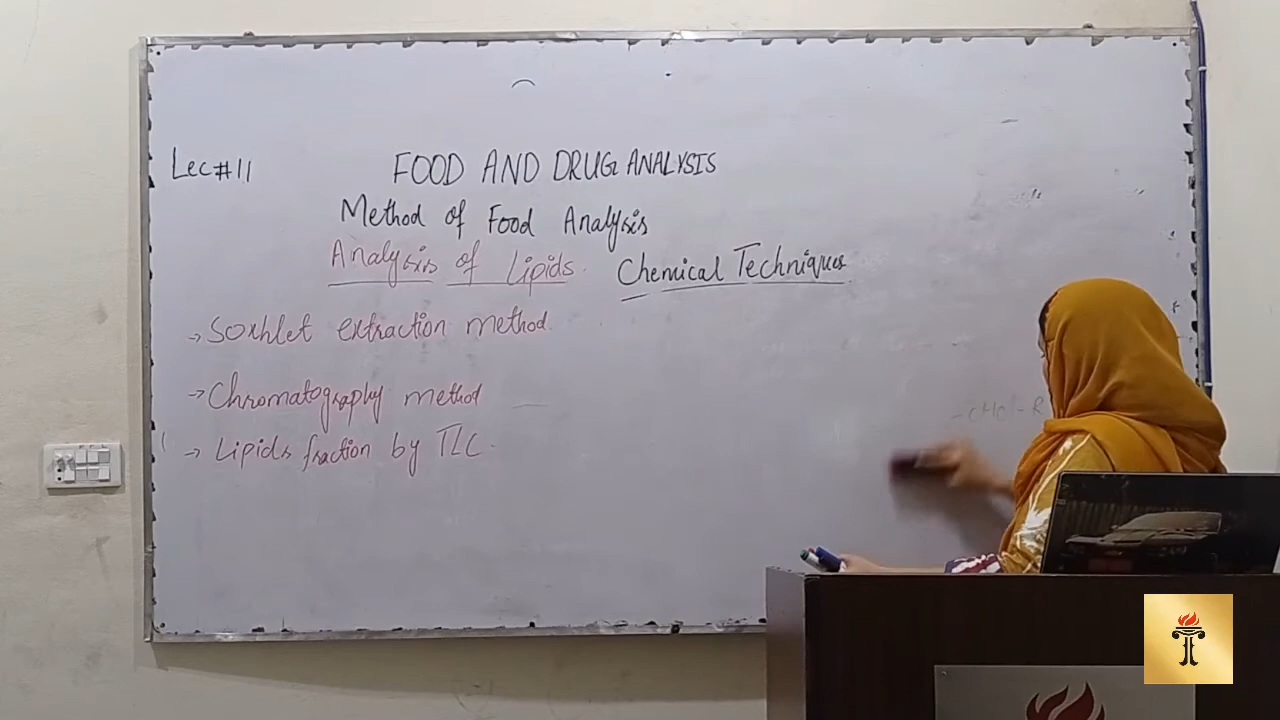 Lec#11
FOOD AND DRUG ANALYSIS
Method of Food Analysis
Analysis of Lipids. Chemical Techniques
→ Soxhlet extraction method.
→ Chromatography method
→ Lipids fraction by TLC.